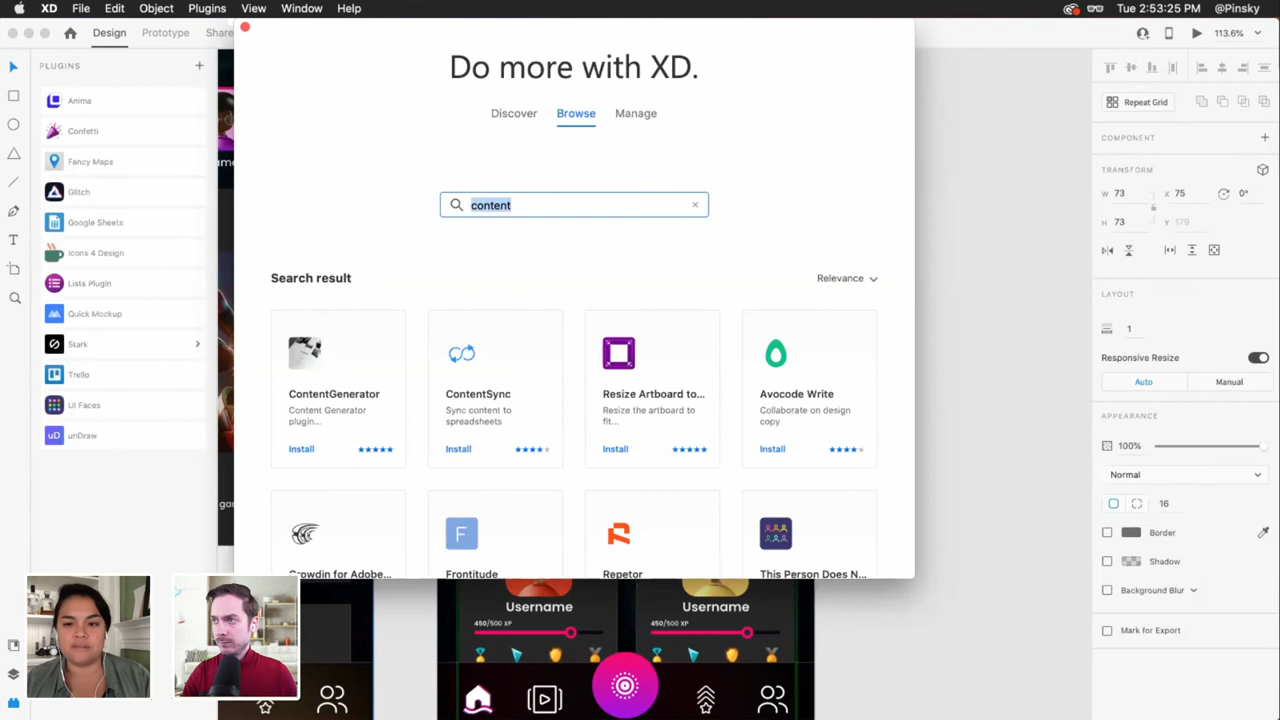 XD File Edit Object Plugins View Window Help Tue 2:53:25 PM @Pinsky
Design Prototype Share 113.6%
PLUGINS
Anima
Confetti
Fancy Maps
Glitch
Google Sheets
Icons 4 Design
Lists Plugin
Quick Mockup
Stark
Trello
UI Faces
uD unDraw
Do more with XD.
Discover Browse Manage
content
Search result Relevance
ContentGenerator
Content Generator
plugin...
Install
ContentSync
Sync content to
spreadsheets
Install
Resize Artboard to...
Resize the artboard to
fit...
Install
Avocode Write
Collaborate on design
copy
Install
Crowdin for Adobe...
F
Frontitude
Repetor
This Person Does N...
Username
450/500 XP
Username
450/500 XP
Repeat Grid
COMPONENT
TRANSFORM
W 73 X 75 0°
H 73 Y 179
LAYOUT
1
Responsive Resize
Auto Manual
APPEARANCE
100%
Normal
16
Border
Shadow
Background Blur
Mark for Export